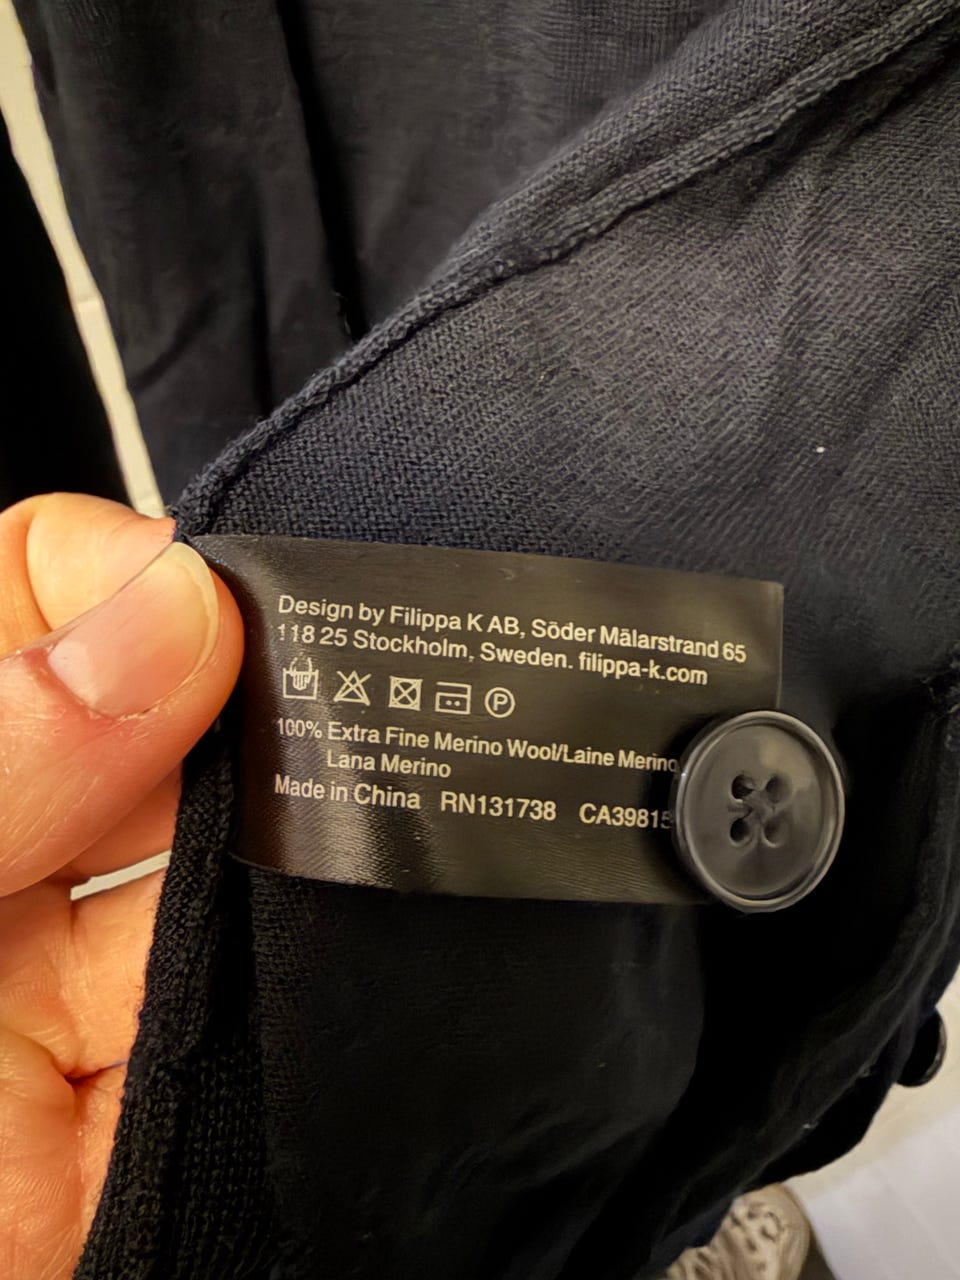 Design by Filippa K AB, Söder Mälarstrand 65
118 25 Stockholm, Sweden. filippa-k.com
P
100% Extra Fine Merino Wool/Laine Merino
Lana Merino
Made in China RN131738 CA39815